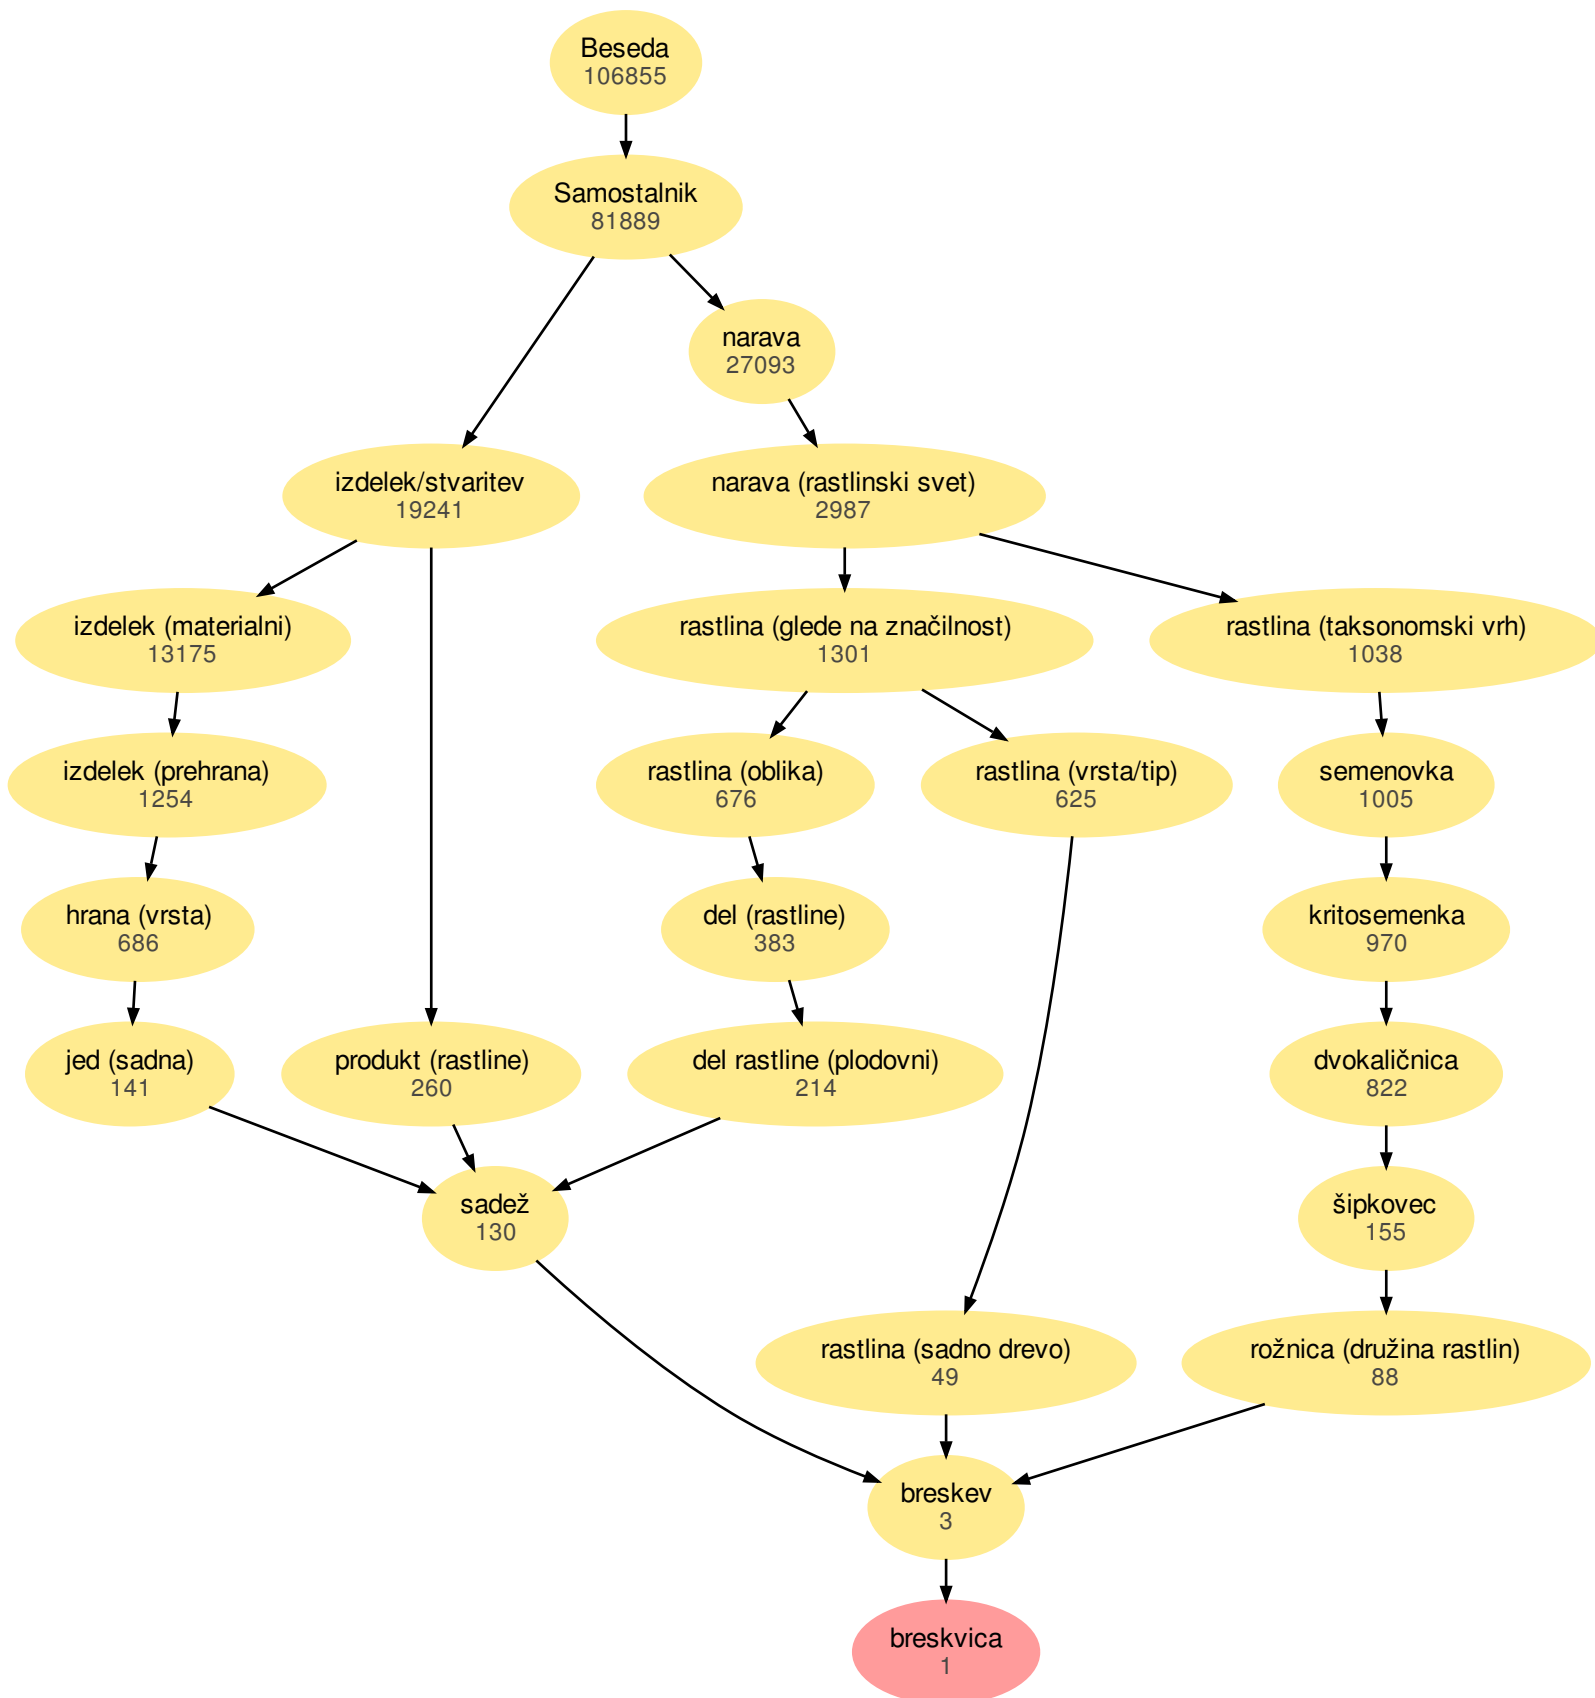 Beseda
106855
Samostalnik
81889
narava
27093
izdelek/stvaritev
19241
narava (rastlinski svet)
2987
izdelek (materialni)
13175
rastlina (glede na značilnost)
1301
rastlina (taksonomski vrh)
1038
izdelek (prehrana)
1254
rastlina (oblika)
676
rastlina (vrsta/tip)
625
semenovka
1005
hrana (vrsta)
686
del (rastline)
383
kritosemenka
970
jed (sadna)
141
produkt (rastline)
260
del rastline (plodovni)
214
dvokaličnica
822
sadež
130
šipkovec
155
rastlina (sadno drevo)
49
rožnica (družina rastlin)
88
breskev
3
breskvica
1